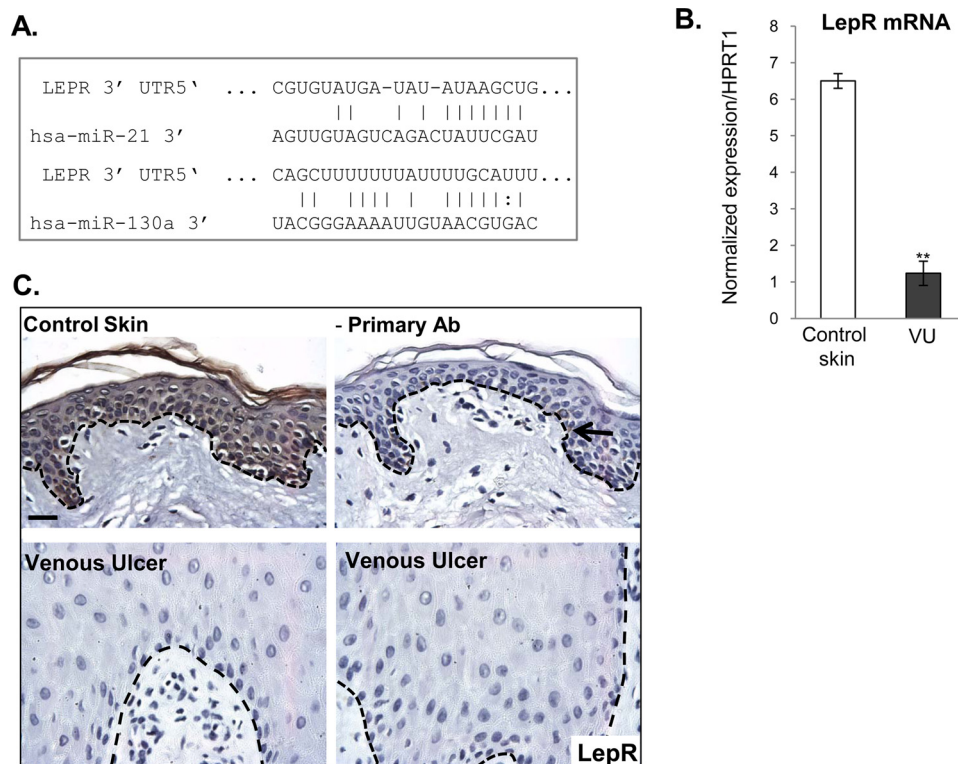 A.
LEPR 3′ UTR5‘ ... CGUGUAUGA-UAU-AUAAGCUG...
|| | | |||||||
hsa-miR-21 3′ AGUUGUAGUCAGACUAUUCGAU
LEPR 3′ UTR5‘ ... CAGCUUUUUUUAUUUUGCAUUU...
|| |||| | |||||:|
hsa-miR-130a 3′ UACGGGAAAAUUGUAACGUGAC
B.
LepR mRNA
Normalized expression/HPRT1
8
7
6
5
4
3
2
1
0
**
Control skin
VU
C.
Control Skin
- Primary Ab
Venous Ulcer
Venous Ulcer
LepR